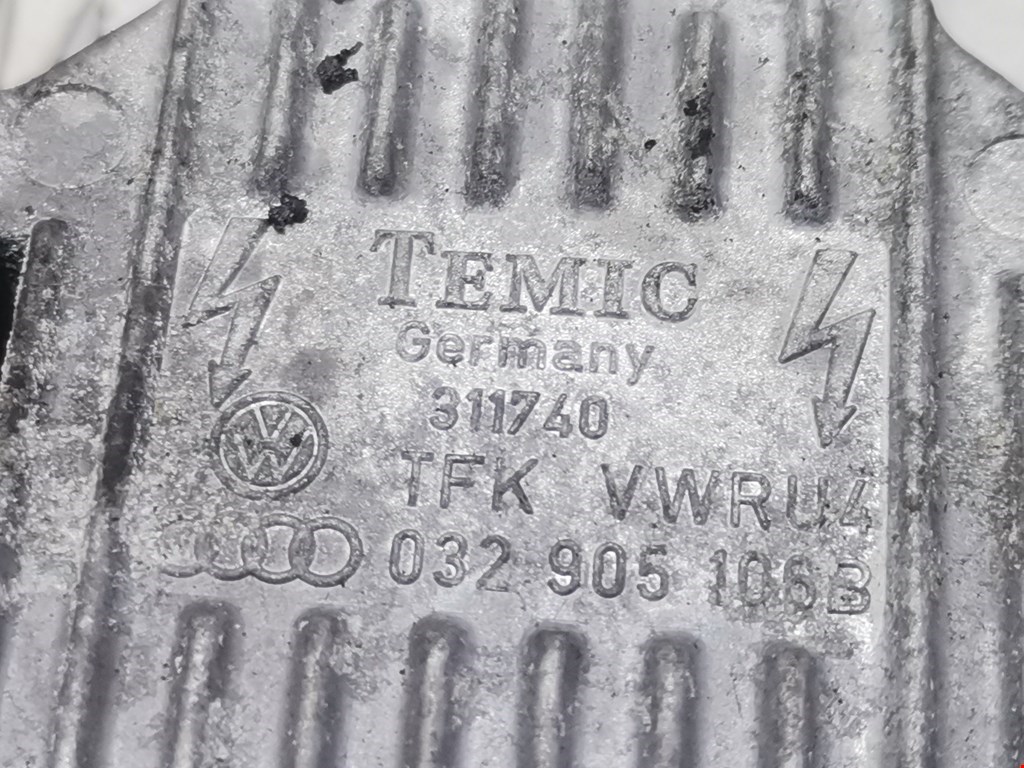 TEMIC
Germany
311740
TFK VWRU4
032 905 106B